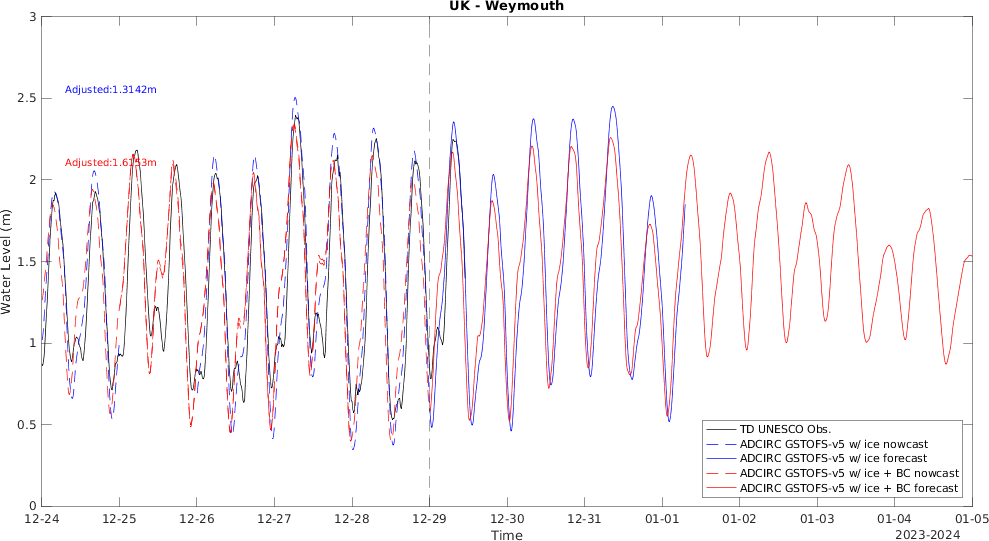 UK - Weymouth
3
2.5
2
1.5
1
0.5
0
Water Level (m)
Adjusted:1.3142m
TD UNESCO Obs.
ADCIRC GSTOFS-v5 w/ ice nowcast
ADCIRC GSTOFS-v5 w/ ice forecast
ADCIRC GSTOFS-v5 w/ ice + BC nowcast
ADCIRC GSTOFS-v5 w/ ice + BC forecast
12-24 12-25 12-26 12-27 12-28 12-29 12-30 12-31 01-01 01-02 01-03 01-04 01-05
Time
2023-2024